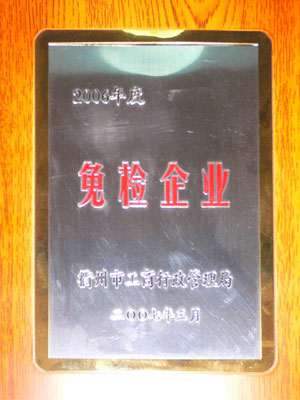 2006年度
免检企业
衢州市工商行政管理局
二〇〇七年三月